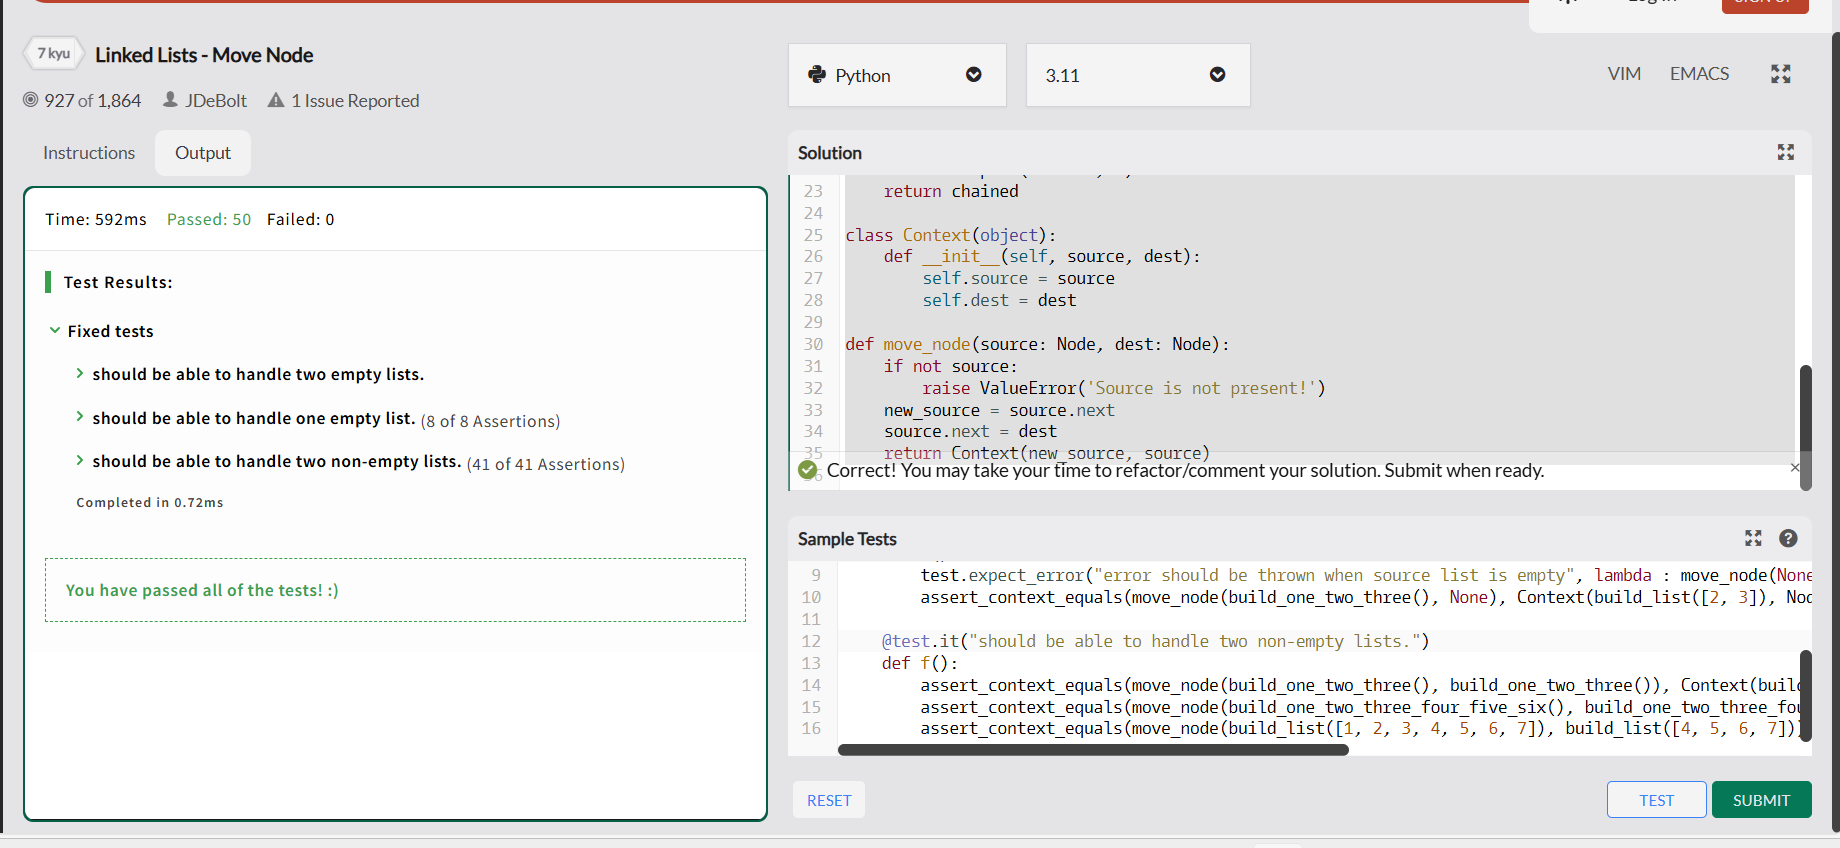 7 kyu
Linked Lists - Move Node
927 of 1,864 JDeBolt 1 Issue Reported
Instructions Output
Time: 592ms Passed: 50 Failed: 0
Test Results:
Fixed tests
should be able to handle two empty lists.
should be able to handle one empty list. (8 of 8 Assertions)
should be able to handle two non-empty lists. (41 of 41 Assertions)
Completed in 0.72ms
You have passed all of the tests! :)
Python 3.11 VIM EMACS
Solution
23 return chained
24
25 class Context(object):
26 def __init__(self, source, dest):
27 self.source = source
28 self.dest = dest
29
30 def move_node(source: Node, dest: Node):
31 if not source:
32 raise ValueError('Source is not present!')
33 new_source = source.next
34 source.next = dest
35 return Context(new_source, source)
Correct! You may take your time to refactor/comment your solution. Submit when ready.
Sample Tests
9 test.expect_error("error should be thrown when source list is empty", lambda : move_node(None
10 assert_context_equals(move_node(build_one_two_three(), None), Context(build_list([2, 3]), Nod
11
12 @test.it("should be able to handle two non-empty lists.")
13 def f():
14 assert_context_equals(move_node(build_one_two_three(), build_one_two_three()), Context(build
15 assert_context_equals(move_node(build_one_two_three_four_five_six(), build_one_two_three_fou
16 assert_context_equals(move_node(build_list([1, 2, 3, 4, 5, 6, 7]), build_list([4, 5, 6, 7])
RESET TEST SUBMIT